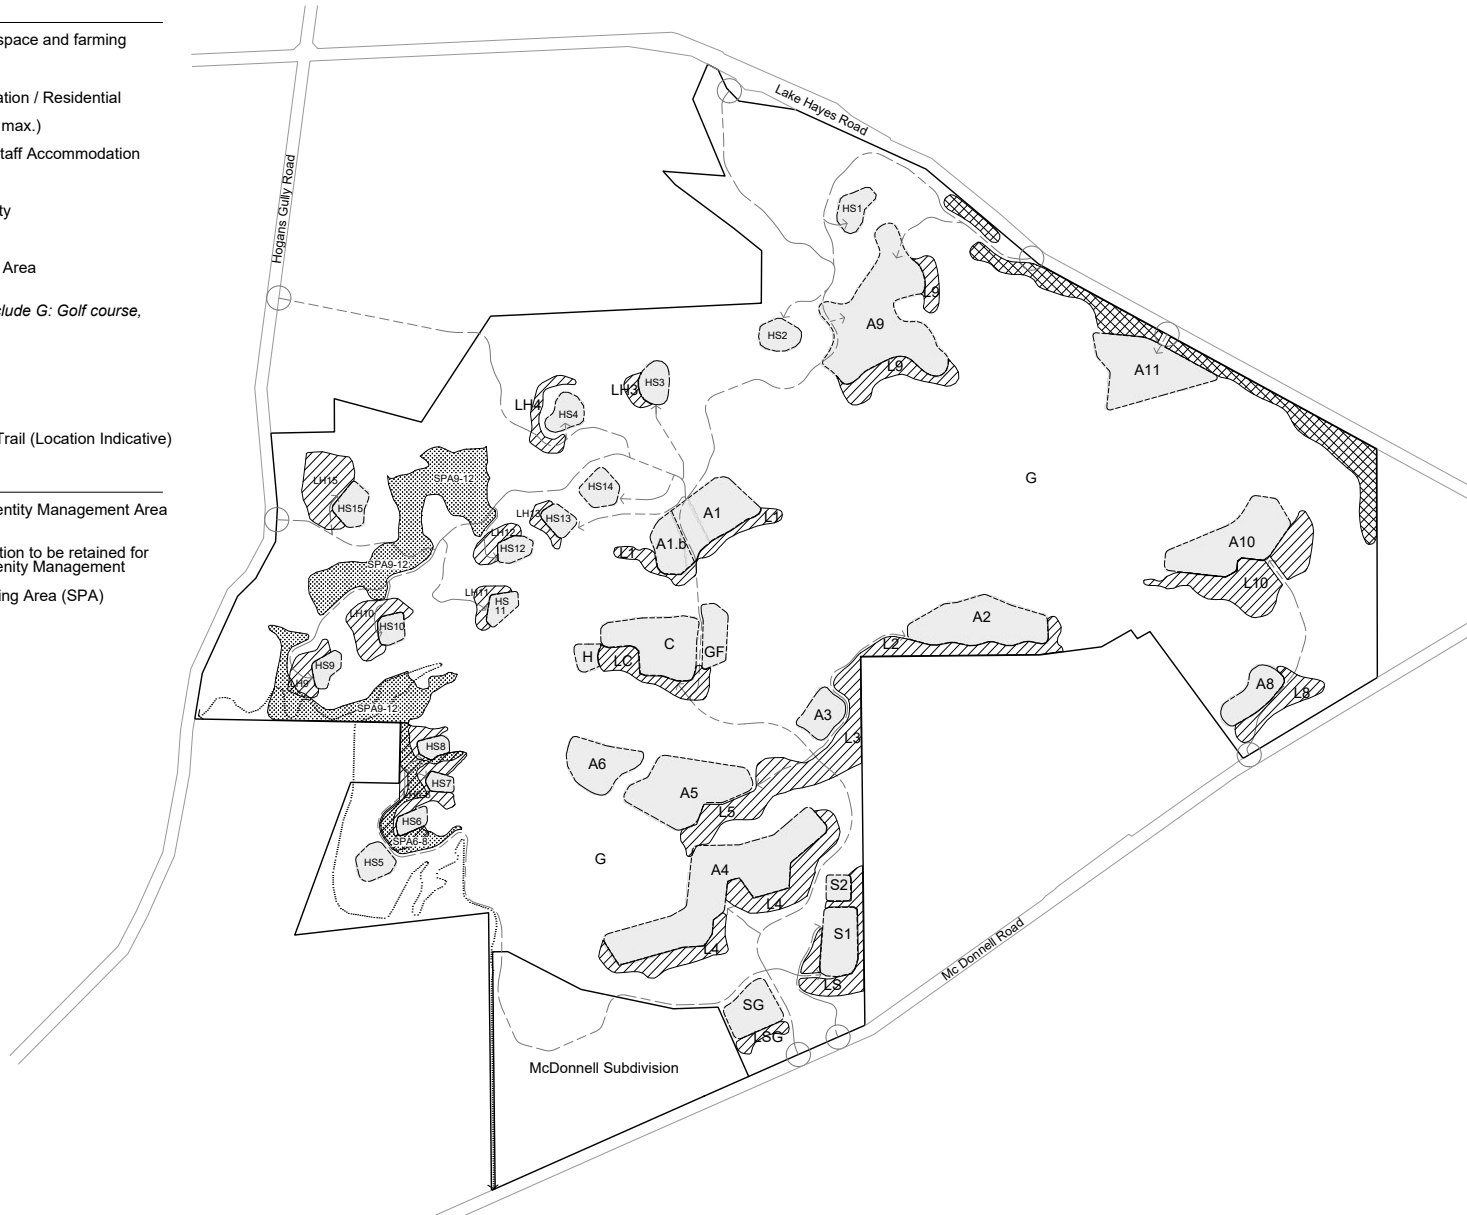 space and farming
ation / Residential
max.)
taff Accommodation
ty
Area
clude G: Golf course,
Trail (Location Indicative)
entity Management Area
tion to be retained for
enity Management
ing Area (SPA)
Lake Hayes Road
Hogans Gully Road
HS1
L9
A9
HS2
L9
A11
HS3
LH3
LH4
HS4
G
SPA9-12
LH15
HS15
HS14
A1
L1
LH13
HS13
LH12
HS12
A1.b
L1
A10
L10
SPA9-12
LH11
HS
11
LH10
HS10
A2
L2
C
GF
H
LC
HS9
LH9
A8
L8
SPA9-12
A3
L3
HS8
HS7
A6
A5
L5
HS6
SPA6-8
HS5
G
A4
L4
S2
S1
L4
LS
Mc Donnell Road
SG
LSG
McDonnell Subdivision